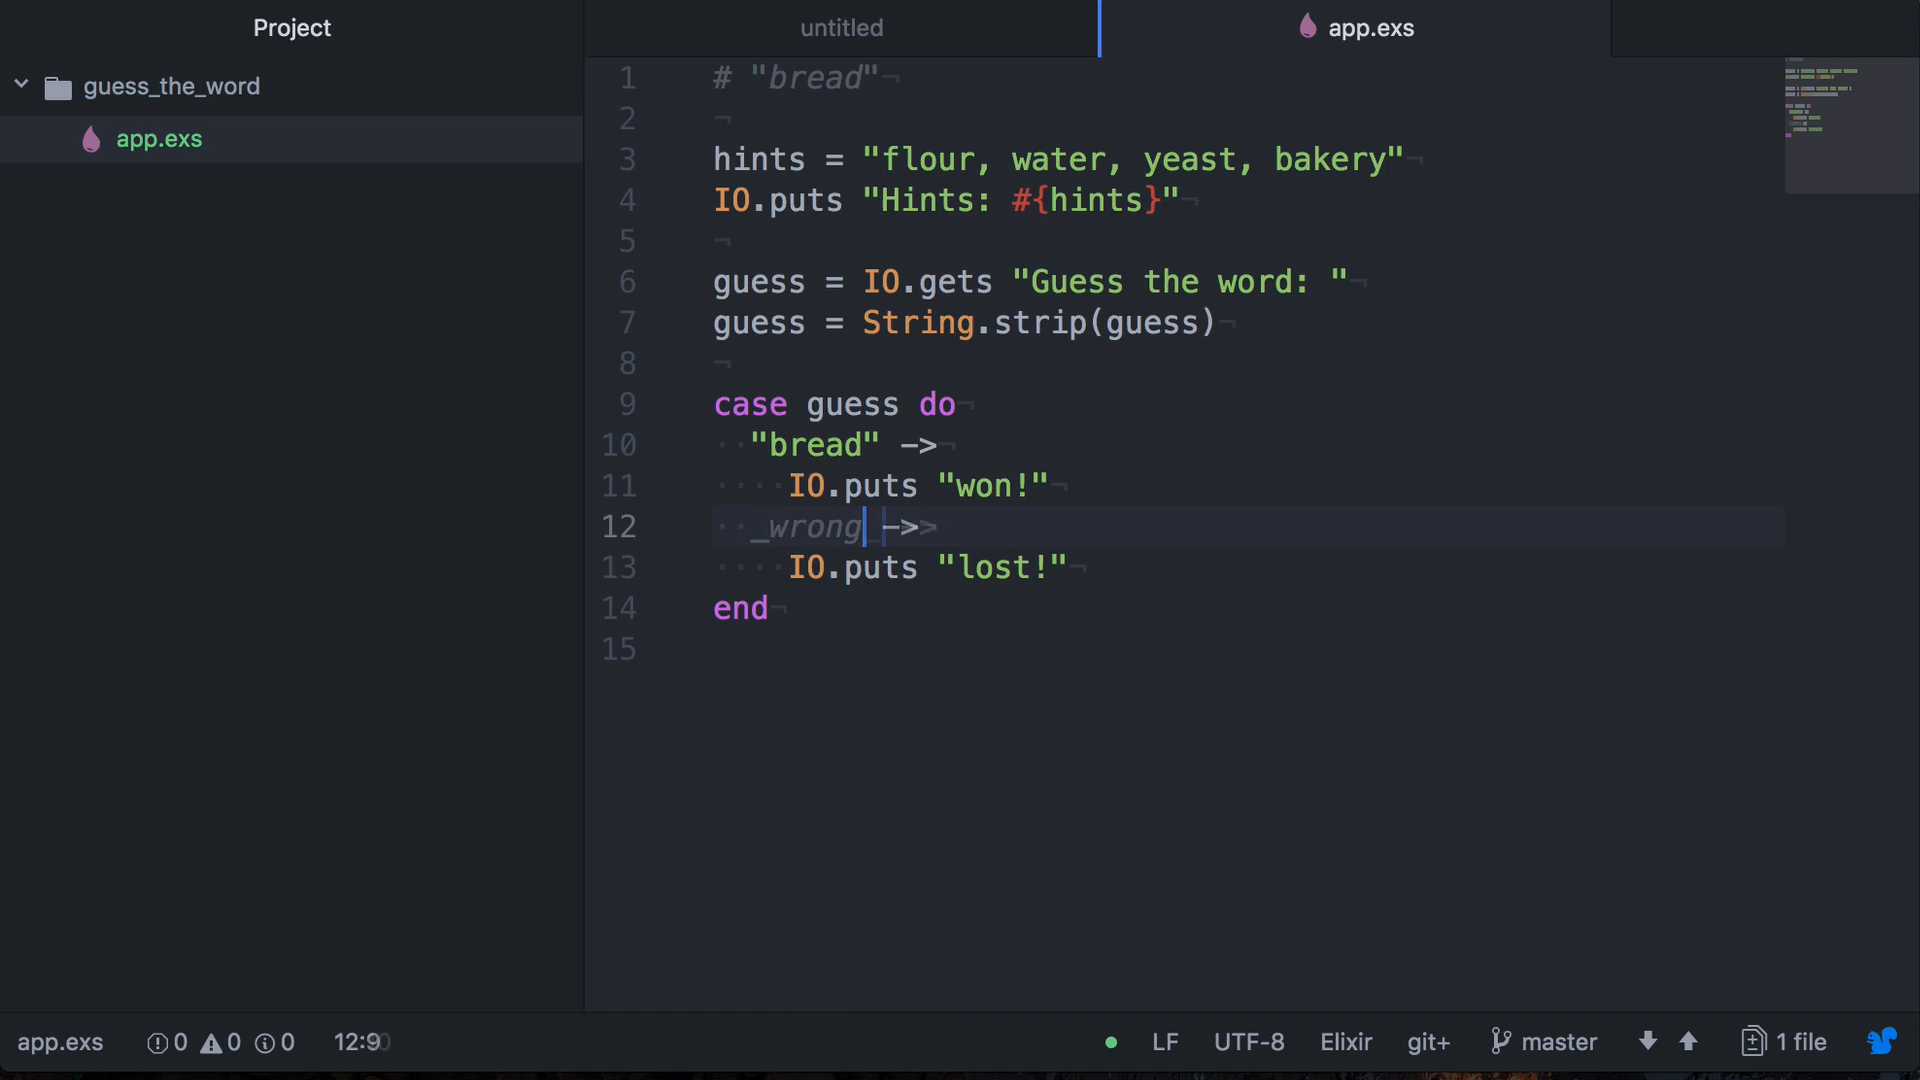 Project
untitled
app.exs
guess_the_word
app.exs
1 # "bread"
2
3 hints = "flour, water, yeast, bakery"
4 IO.puts "Hints: #{hints}"
5
6 guess = IO.gets "Guess the word: "
7 guess = String.strip(guess)
8
9 case guess do
10 "bread" ->
11 IO.puts "won!"
12 _wrong ->
13 IO.puts "lost!"
14 end
15
app.exs 0 0 0 LF UTF-8 Elixir git+ master 1 file